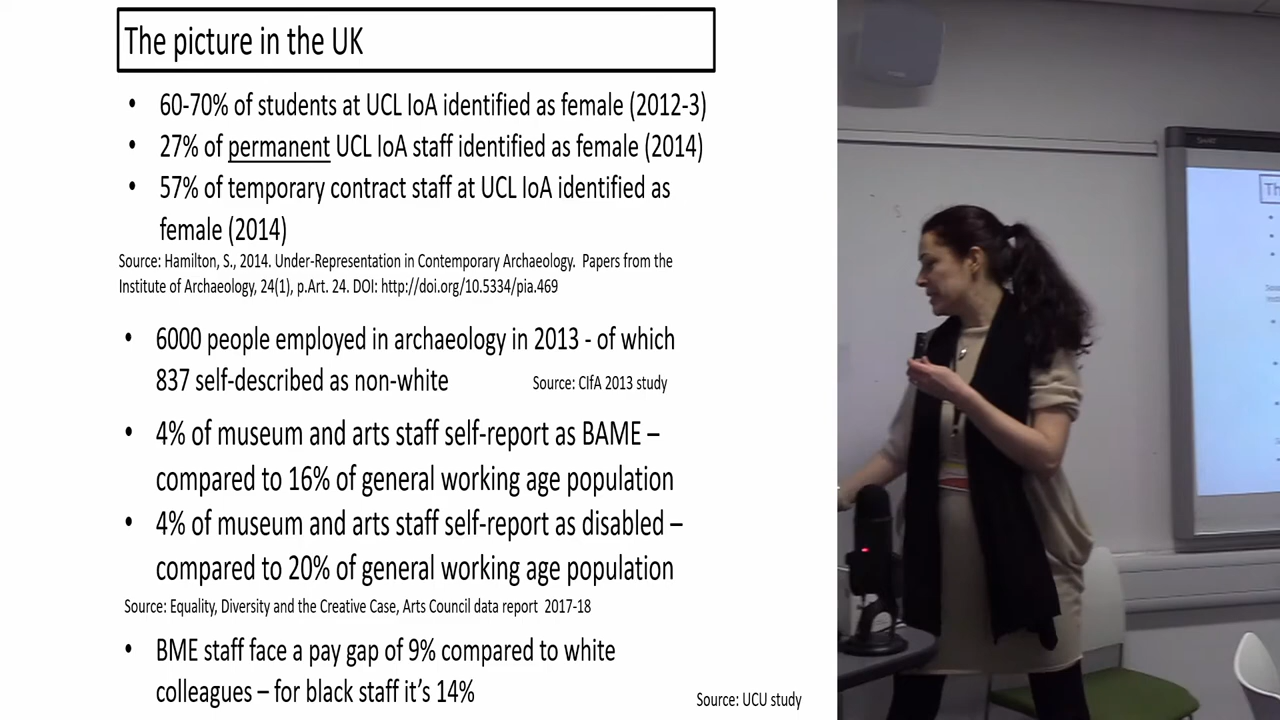 The picture in the UK
• 60-70% of students at UCL IoA identified as female (2012-3)
• 27% of permanent UCL IoA staff identified as female (2014)
• 57% of temporary contract staff at UCL IoA identified as
female (2014)
Source: Hamilton, S., 2014. Under-Representation in Contemporary Archaeology. Papers from the
Institute of Archaeology, 24(1), p.Art. 24. DOI: http://doi.org/10.5334/pia.469
• 6000 people employed in archaeology in 2013 - of which
837 self-described as non-white
Source: CIfA 2013 study
• 4% of museum and arts staff self-report as BAME –
compared to 16% of general working age population
• 4% of museum and arts staff self-report as disabled –
compared to 20% of general working age population
Source: Equality, Diversity and the Creative Case, Arts Council data report 2017-18
• BME staff face a pay gap of 9% compared to white
colleagues – for black staff it's 14%
Source: UCU study
SMART
Th